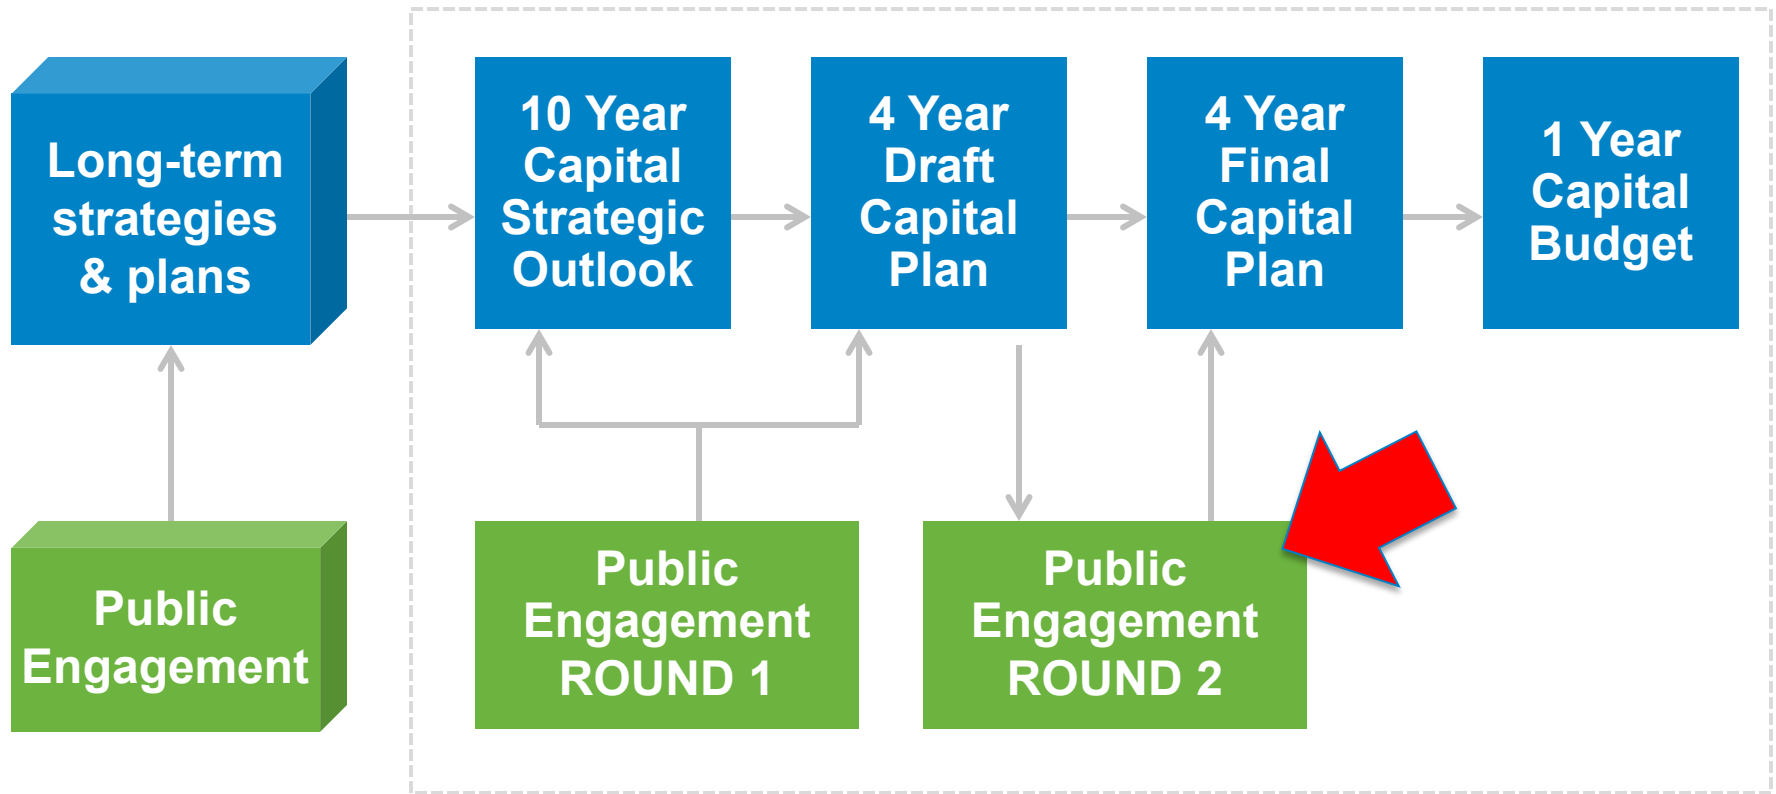 Long-term
strategies
& plans
10 Year
Capital
Strategic
Outlook
4 Year
Draft
Capital
Plan
4 Year
Final
Capital
Plan
1 Year
Capital
Budget
Public
Engagement
Public
Engagement
ROUND 1
Public
Engagement
ROUND 2